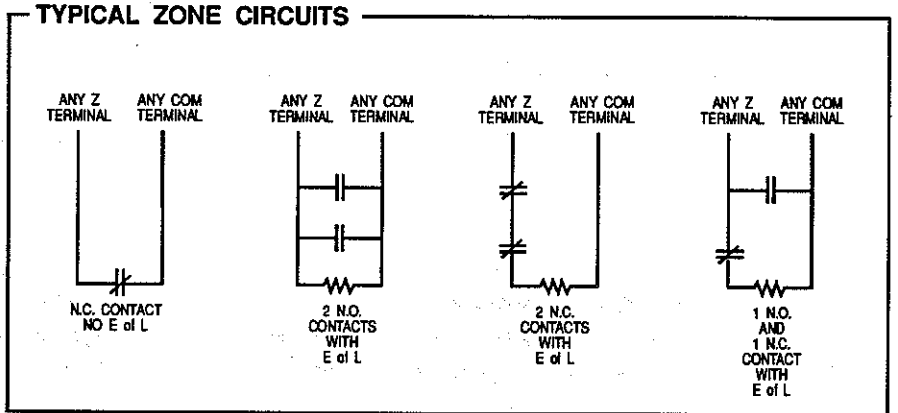 TYPICAL ZONE CIRCUITS
ANY Z
TERMINAL
ANY COM
TERMINAL
N.C. CONTACT
NO E of L
ANY Z
TERMINAL
ANY COM
TERMINAL
2 N.O.
CONTACTS
WITH
E of L
ANY Z
TERMINAL
ANY COM
TERMINAL
2 N.C.
CONTACTS
WITH
E of L
ANY Z
TERMINAL
ANY COM
TERMINAL
1 N.O.
AND
1 N.C.
CONTACT
WITH
E of L